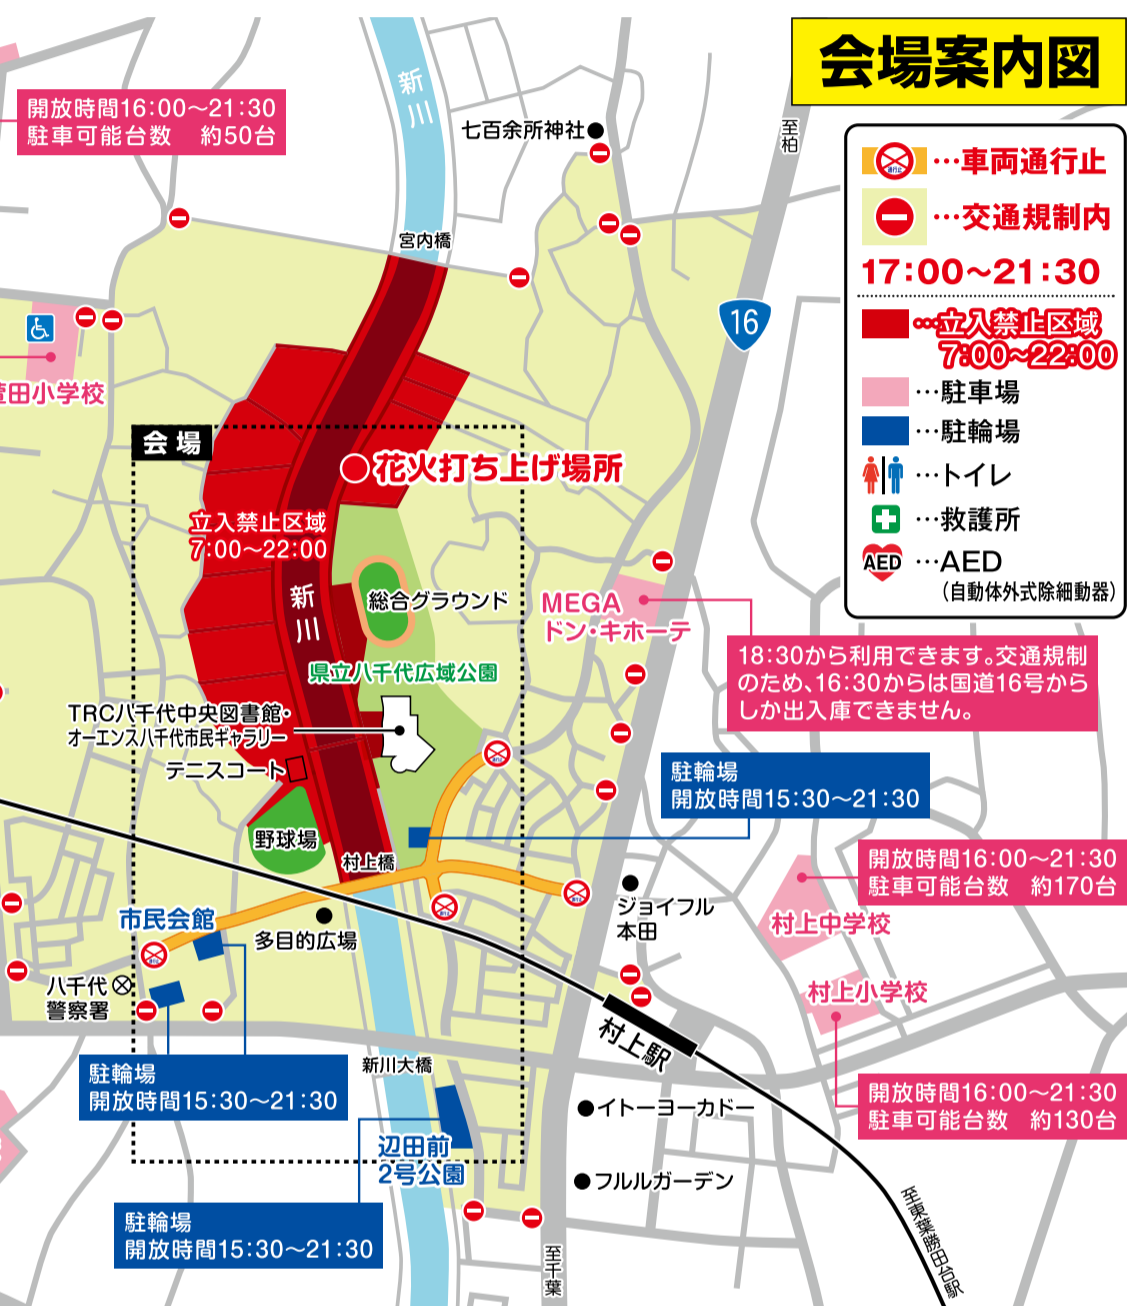 会場案内図
新川
開放時間16:00～21:30
駐車可能台数　約50台
七百余所神社
至柏
…車両通行止
…交通規制内
17:00～21:30
…立入禁止区域
7:00～22:00
…駐車場
…駐輪場
…トイレ
…救護所
AED …AED
(自動体外式除細動器)
宮内橋
16
萱田小学校
会場
花火打ち上げ場所
立入禁止区域
7:00～22:00
新川
総合グラウンド
MEGA
ドン・キホーテ
18:30から利用できます。交通規制
のため、16:30からは国道16号から
しか出入庫できません。
県立八千代広域公園
TRC八千代中央図書館・
オーエンス八千代市民ギャラリー
テニスコート
駐輪場
開放時間15:30～21:30
野球場
村上橋
開放時間16:00～21:30
駐車可能台数　約170台
市民会館
多目的広場
ジョイフル
本田
村上中学校
八千代
警察署
村上小学校
村上駅
新川大橋
駐輪場
開放時間15:30～21:30
開放時間16:00～21:30
駐車可能台数　約130台
イトーヨーカドー
辺田前
2号公園
フルルガーデン
駐輪場
開放時間15:30～21:30
至千葉
至東葉勝田台駅